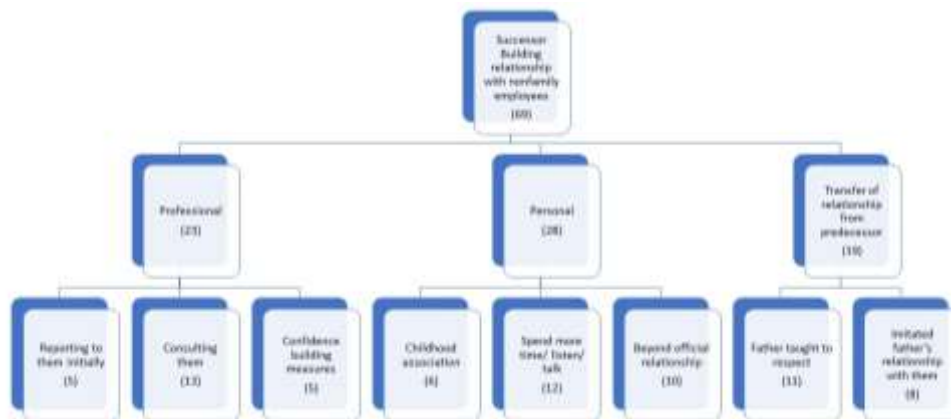 Successor
Building
relationship
with nonfamily
employees
(69)
Professional
(23)
Personal
(28)
Transfer of
relationship
from
predecessor
(19)
Reporting to
them initially
(5)
Consulting
them
(13)
Confidence
building
measures
(5)
Childhood
association
(6)
Spend more
time/ listen/
talk
(12)
Beyond official
relationship
(10)
Father taught to
respect
(11)
Imitated
father's
relationship
with them
(8)